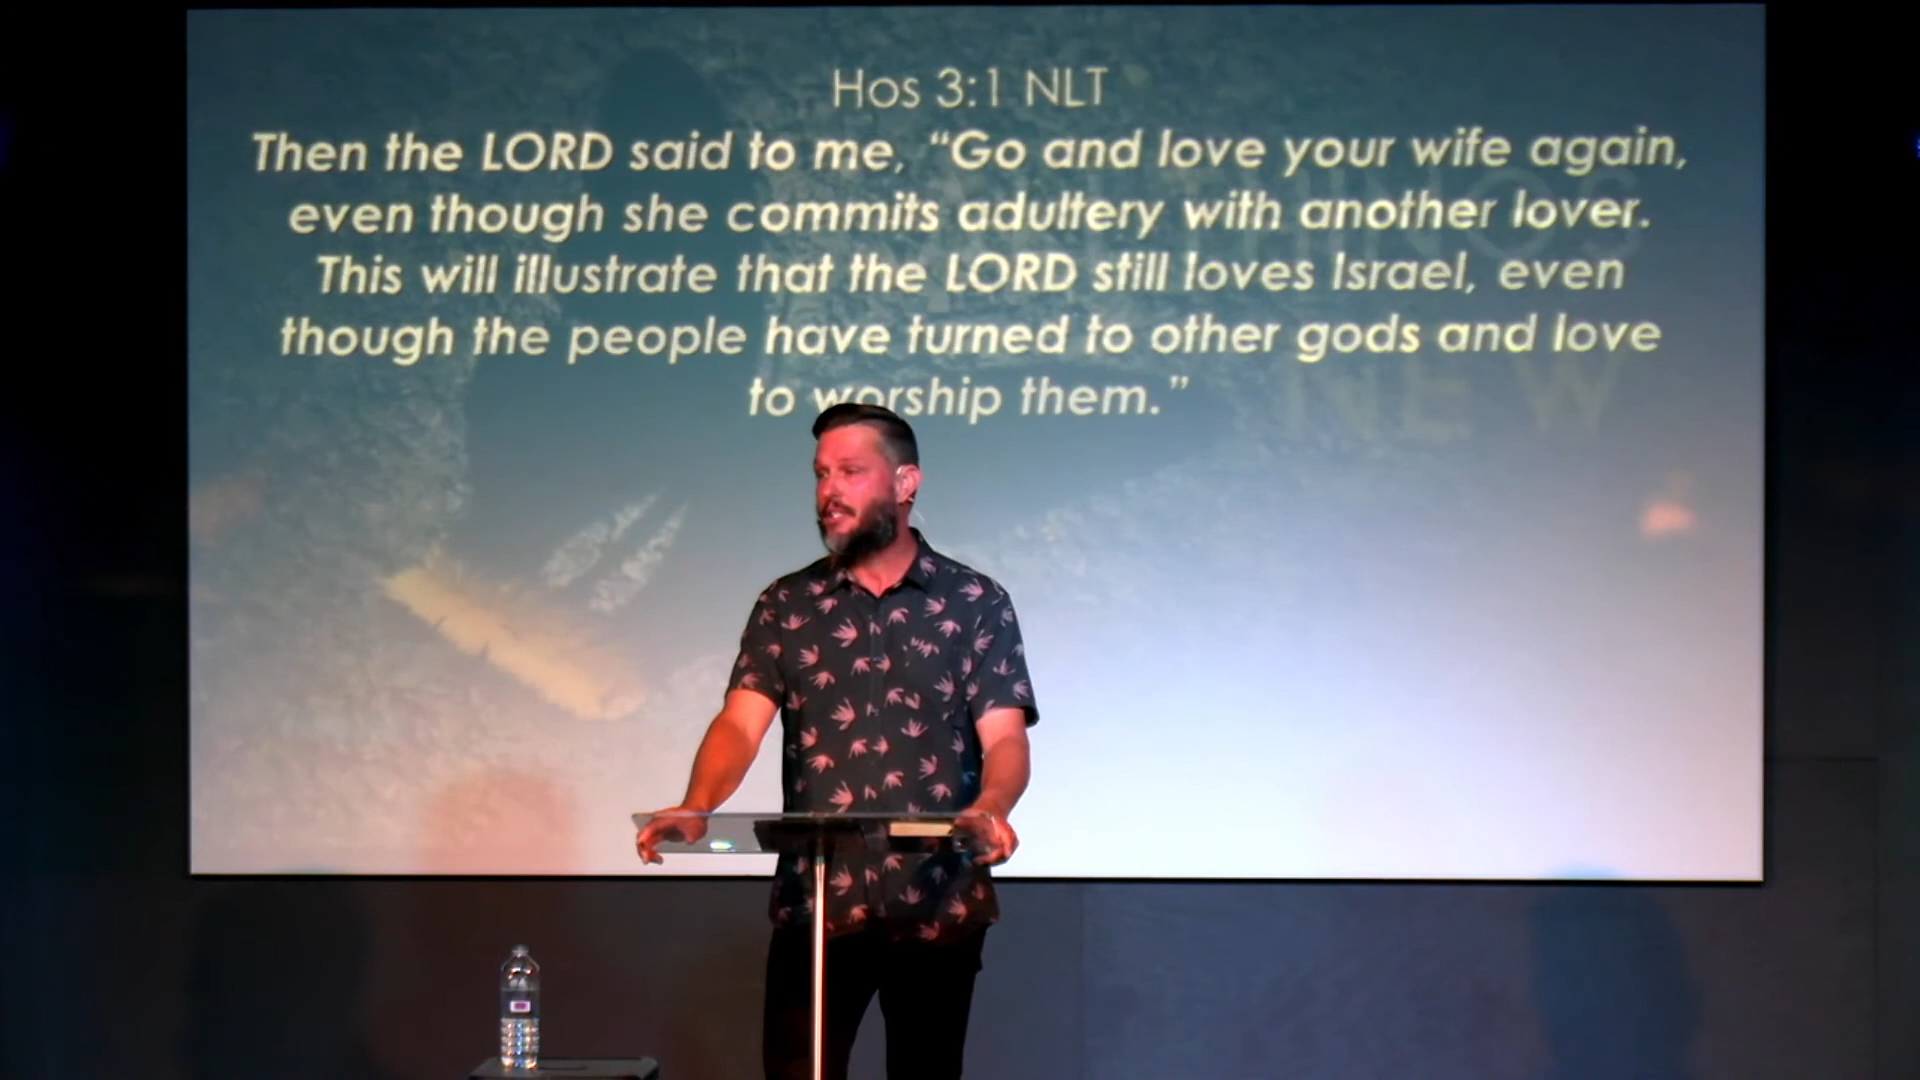 Hos 3:1 NLT
Then the LORD said to me, “Go and love your wife again,
even though she commits adultery with another lover.
This will illustrate that the LORD still loves Israel, even
though the people have turned to other gods and love
to worship them.”
THINGS
NEW